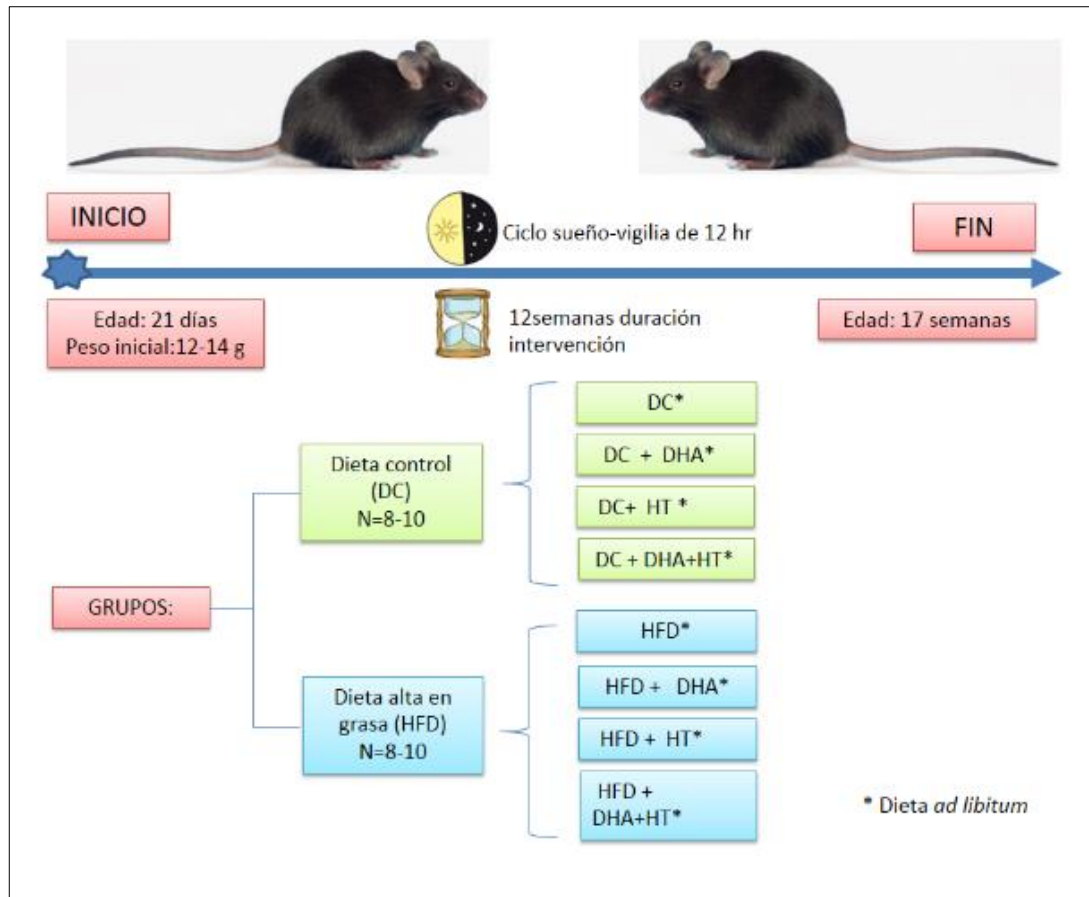 INICIO
Ciclo sueño-vigilia de 12 hr
FIN
Edad: 21 días
Peso inicial:12-14 g
12semanas duración
intervención
Edad: 17 semanas
GRUPOS:
Dieta control
(DC)
N=8-10
DC*
DC + DHA*
DC+ HT *
DC + DHA+HT*
Dieta alta en
grasa (HFD)
N=8-10
HFD*
HFD + DHA*
HFD + HT*
HFD +
DHA+HT*
* Dieta ad libitum